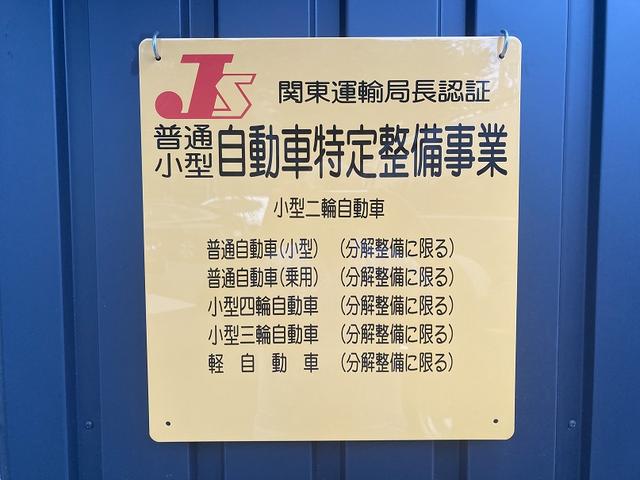 JS 関東運輸局長認証
普通小型 自動車特定整備事業
小型二輪自動車
普通自動車(小型) (分解整備に限る)
普通自動車(乗用) (分解整備に限る)
小型四輪自動車 (分解整備に限る)
小型三輪自動車 (分解整備に限る)
軽自動車 (分解整備に限る)